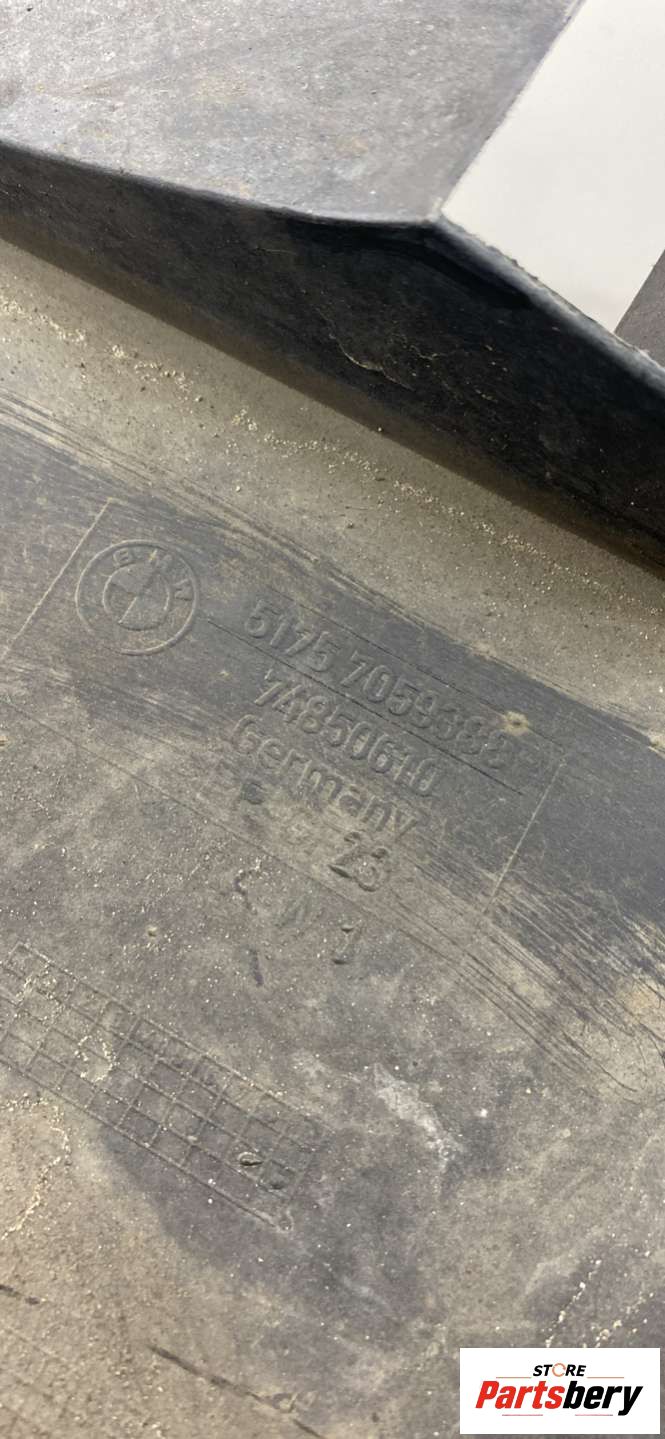 BMW
5175 7059388
74850610
Germany
23
STORE
Partsbery